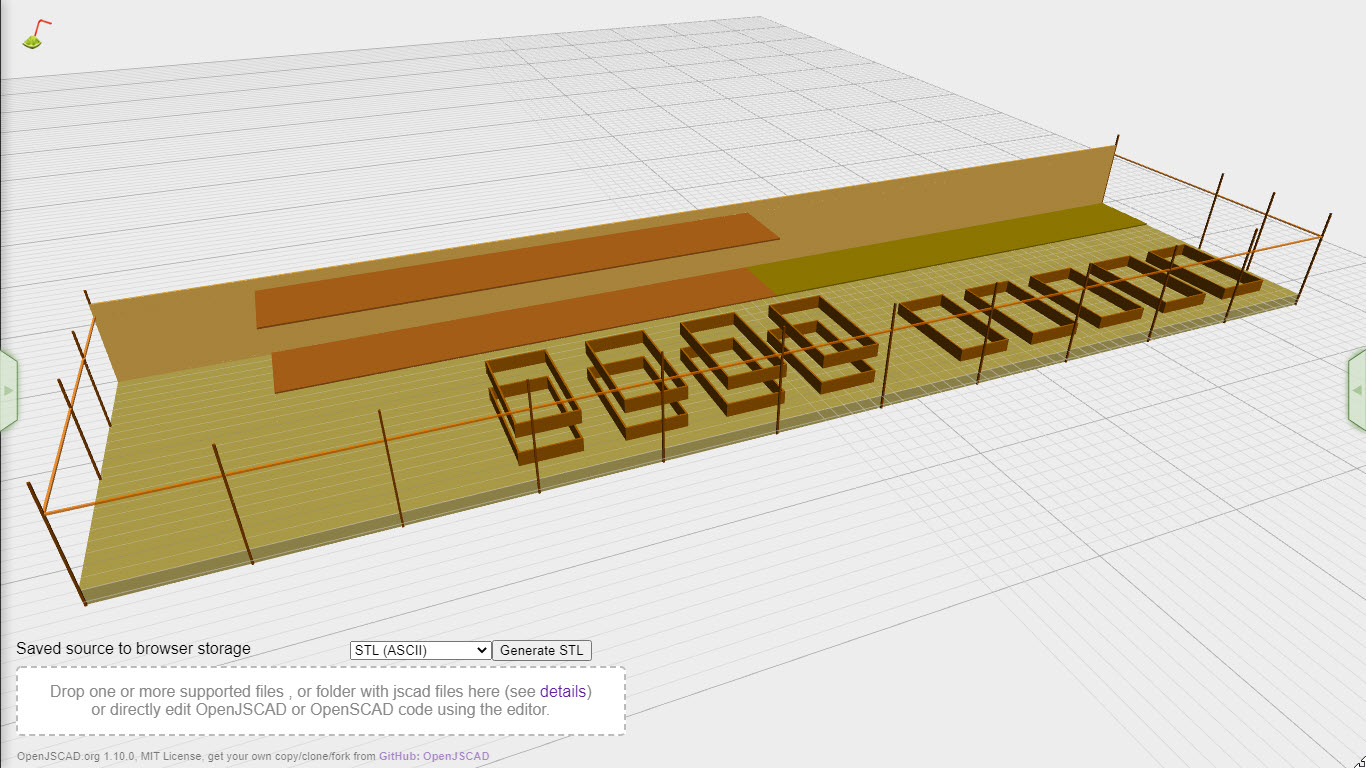 Saved source to browser storage
STL (ASCII) Generate STL
Drop one or more supported files , or folder with jscad files here (see details)
or directly edit OpenJSCAD or OpenSCAD code using the editor.
OpenJSCAD.org 1.10.0, MIT License, get your own copy/clone/fork from GitHub: OpenJSCAD